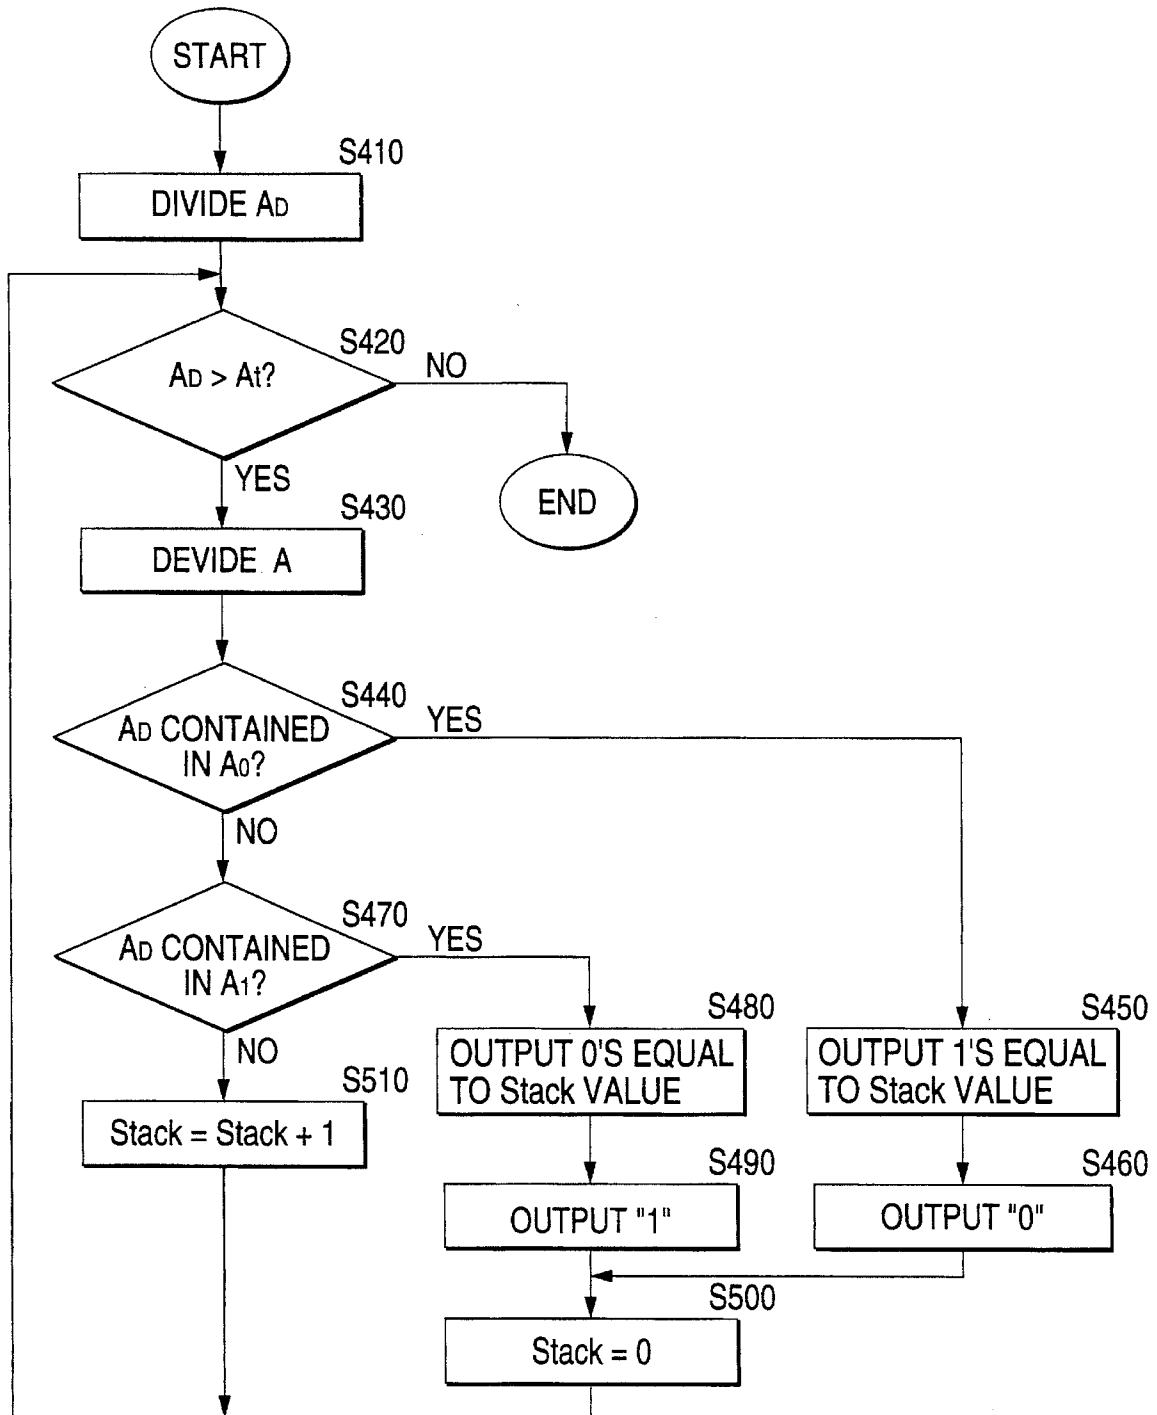 START
S410
DIVIDE AD
S420
AD > At?
NO
END
YES
S430
DEVIDE A
S440
AD CONTAINED
IN A0?
YES
NO
S470
AD CONTAINED
IN A1?
YES
NO
S480
OUTPUT 0'S EQUAL
TO Stack VALUE
S450
OUTPUT 1'S EQUAL
TO Stack VALUE
S510
Stack = Stack + 1
S490
OUTPUT "1"
S460
OUTPUT "0"
S500
Stack = 0